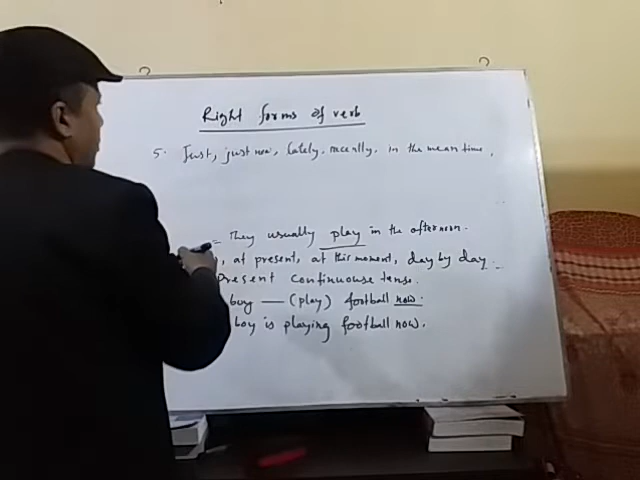 Right forms of verb
5. Just, just now, lately, recently, in the mean time,
= They usually play in the afternoon.
, at present, at this moment, day by day.
Present continuouse tense.
boy — (play) football now.
boy is playing football now.